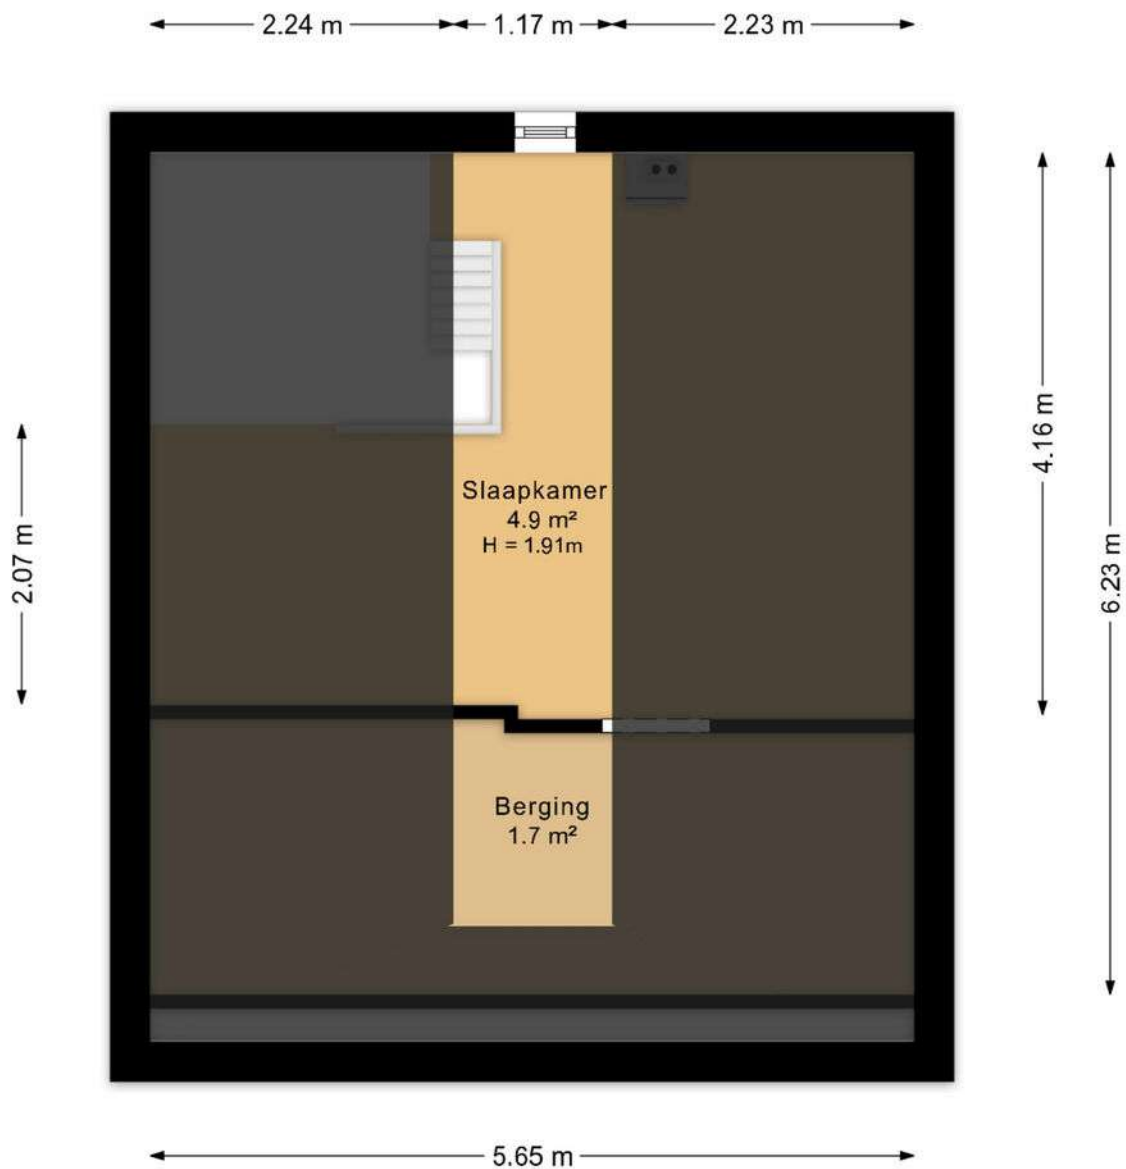 2.24 m
1.17 m
2.23 m
4.16 m
2.07 m
6.23 m
Slaapkamer
4.9 m²
H = 1.91m
Berging
1.7 m²
5.65 m